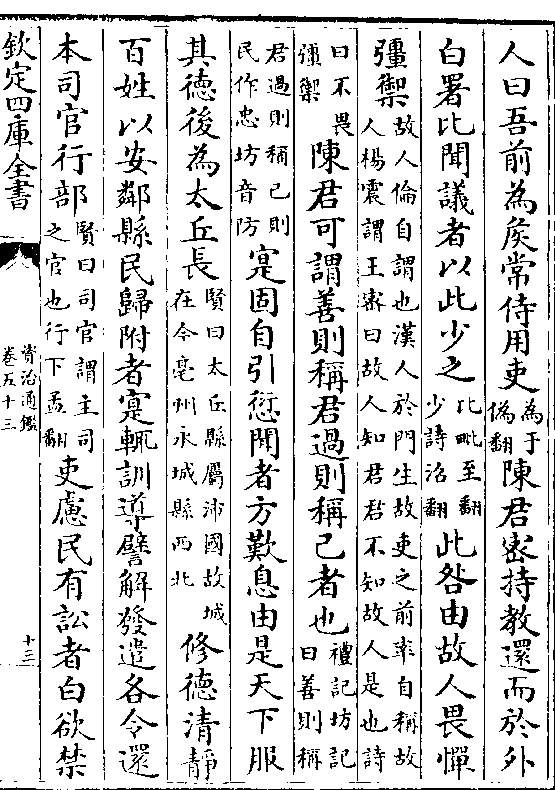 人曰吾前為侯常侍用吏為于偽翻陳君密持教還而於外
白署比聞議者以此少之比毗至翻少詩沼翻此咎由故人畏憚
彊禦故人倫自謂也漢人於門生故吏之前率自稱故人楊震謂王密曰故人知君君不知故人是也詩
曰不畏彊禦陳君可謂善則稱君過則稱己者也禮記坊記曰善則稱
君過則稱己則民作忠坊音防寔固自引愆聞者方歎息由是天下服
其德後為太丘長賢曰太丘縣屬沛國故城在今亳州永城縣西北修德清靜
百姓以安鄰縣民歸附者寔輒訓導譬解發遣各令還
本司官行部賢曰司官謂主司之官也行下孟翻吏慮民有訟者白欲禁
欽定四庫全書
資治通鑑
卷五十三
十三